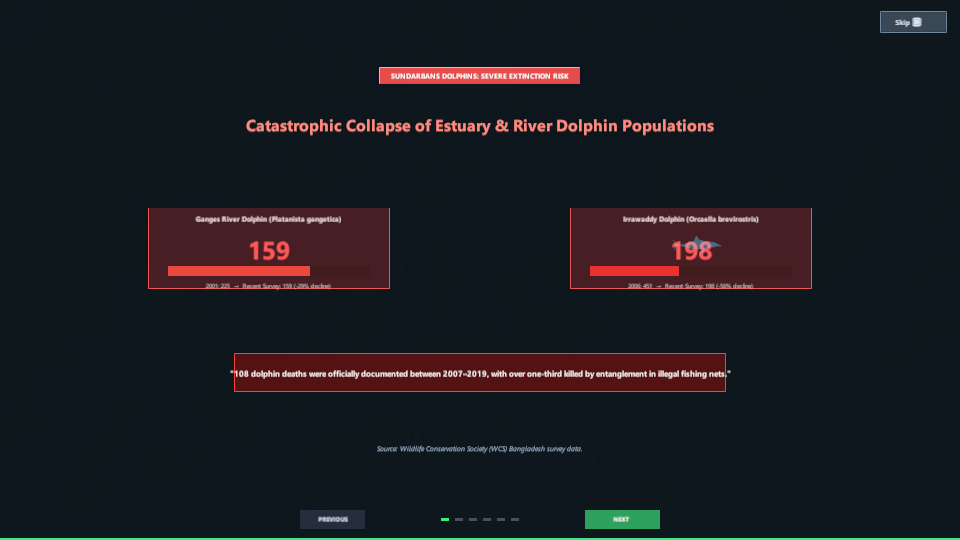 Skip
SUNDARBANS DOLPHINS: SEVERE EXTINCTION RISK
Catastrophic Collapse of Estuary & River Dolphin Populations
Ganges River Dolphin (Platanista gangetica)
159
2001: 225 → Recent Survey: 159 (-29% decline)
Irrawaddy Dolphin (Orcaella brevirostris)
198
2006: 451 → Recent Survey: 198 (-56% decline)
"108 dolphin deaths were officially documented between 2007–2019, with over one-third killed by entanglement in illegal fishing nets."
Source: Wildlife Conservation Society (WCS) Bangladesh survey data.
PREVIOUS
NEXT